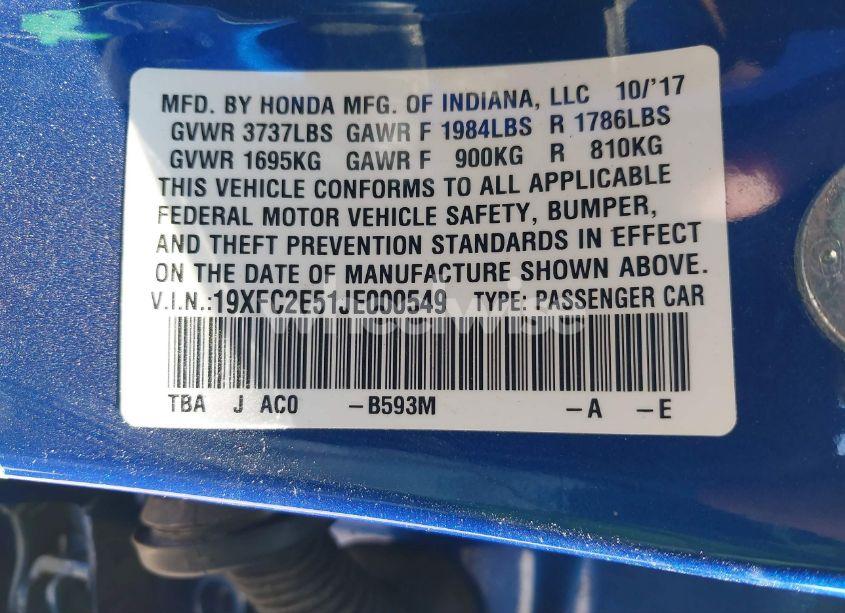 MFD. BY HONDA MFG. OF INDIANA, LLC 10/'17
GVWR 3737LBS GAWR F 1984LBS R 1786LBS
GVWR 1695KG GAWR F 900KG R 810KG
THIS VEHICLE CONFORMS TO ALL APPLICABLE
FEDERAL MOTOR VEHICLE SAFETY, BUMPER,
AND THEFT PREVENTION STANDARDS IN EFFECT
ON THE DATE OF MANUFACTURE SHOWN ABOVE.
V.I.N.:19XFC2E51JE000549 TYPE: PASSENGER CAR
wheelwise
TBA J AC0 -B593M -A -E